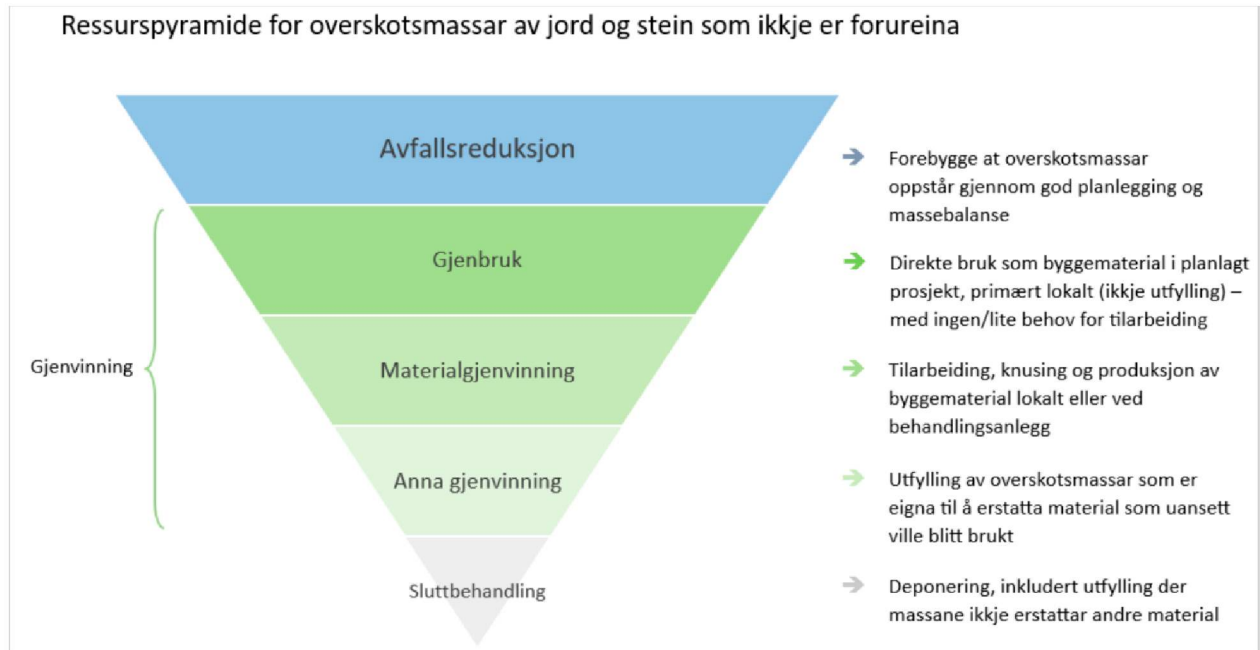 Ressurspyramide for overskotsmassar av jord og stein som ikkje er forureina
Avfallsreduksjon
→ Forebygge at overskotsmassar
oppstår gjennom god planlegging og
massebalanse
Gjenvinning
Gjenbruk
→ Direkte bruk som byggematerial i planlagt
prosjekt, primært lokalt (ikkje utfylling) –
med ingen/lite behov for tilarbeiding
Materialgjenvinning
→ Tilarbeiding, knusing og produksjon av
byggematerial lokalt eller ved
behandlingsanlegg
Anna gjenvinning
→ Utfylling av overskotsmassar som er
eigna til å erstatta material som uansett
ville blitt brukt
Sluttbehandling
→ Deponering, inkludert utfylling der
massane ikkje erstattar andre material